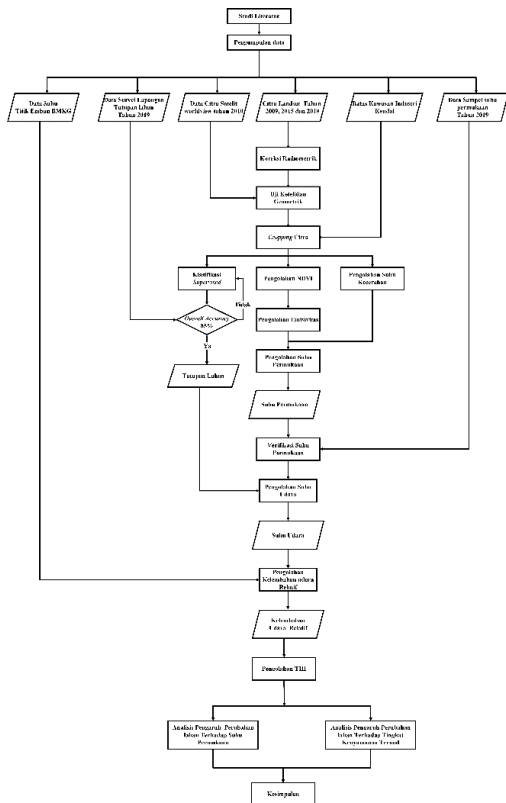 Studi Literatur
Pengumpulan data
Data Suhu
Titik Embun BMKG
Data Survei Lapangan
Tutupan Lahan
Tahun 2019
Data Citra Satelit
worldview tahun 2018
Citra Landsat Tahun
2009, 2015 dan 2019
Batas Kawasan Industri
Kendal
Data Sampel suhu
permukaan
Tahun 2019
Koreksi Radiometrik
Uji Ketelitian
Geometrik
Cropping Citra
Klasifikasi
Supervised
Pengolahan NDVI
Pengolahan Suhu
Kecerahan
Tidak
Overall Accuracy
85%
Pengolahan Emisivitas
Ya
Pengolahan Suhu
Permukaan
Tutupan Lahan
Suhu Permukaan
Verifikasi Suhu
Permukaan
Pengolahan Suhu
Udara
Suhu Udara
Pengolahan
Kelembaban udara
Relatif
Kelembaban
Udara Relatif
Pengolahan THI
Analisis Pengaruh Perubahan
lahan Terhadap Suhu
Permukaan
Analisis Pengaruh Perubahan
lahan Terhadap Tingkat
Kenyamanan Termal
Kesimpulan